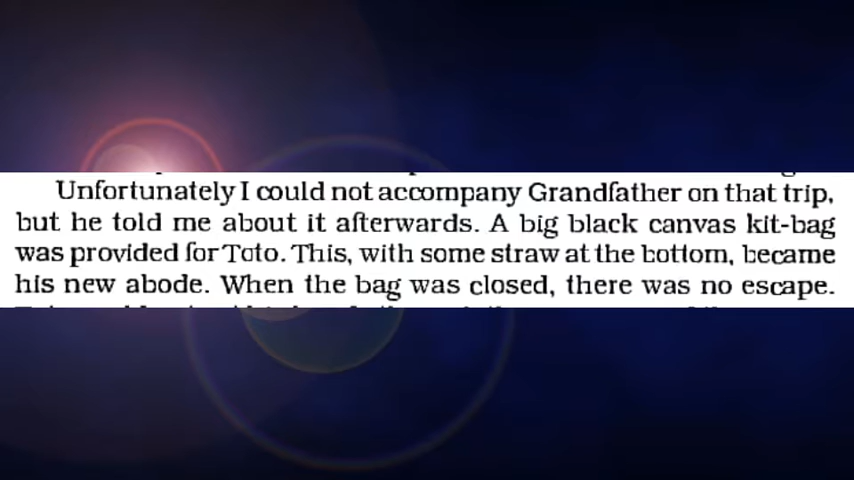 Unfortunately I could not accompany Grandfather on that trip,
but he told me about it afterwards. A big black canvas kit-bag
was provided for Toto. This, with some straw at the bottom, became
his new abode. When the bag was closed, there was no escape.